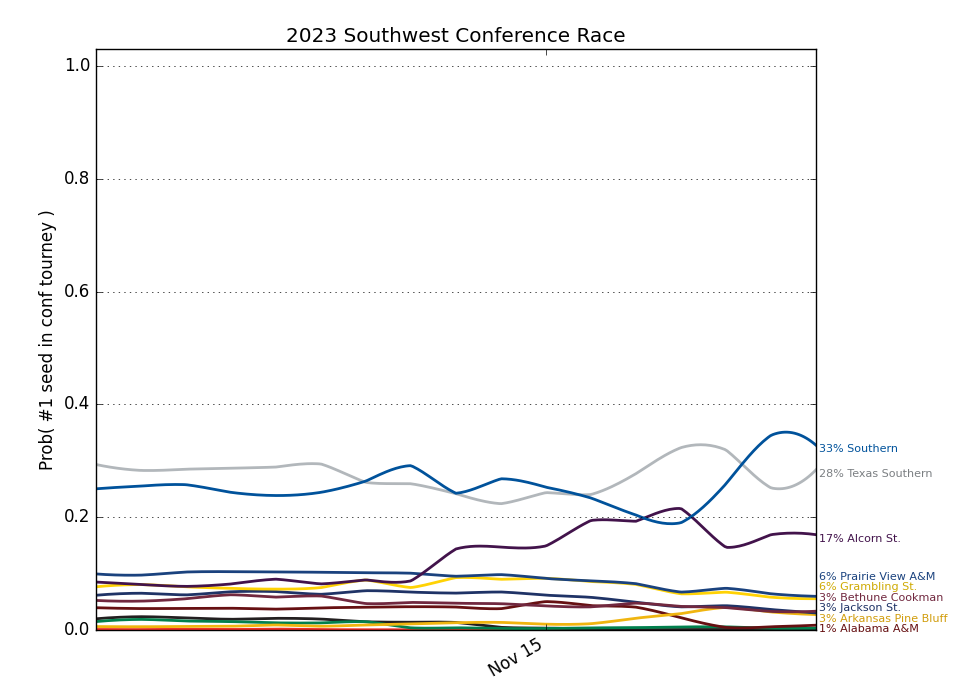 2023 Southwest Conference Race
Prob( #1 seed in conf tourney )
1.0
0.8
0.6
0.4
0.2
0.0
Nov 15
33% Southern
28% Texas Southern
17% Alcorn St.
6% Prairie View A&M
6% Grambling St.
3% Bethune Cookman
3% Jackson St.
3% Arkansas Pine Bluff
1% Alabama A&M